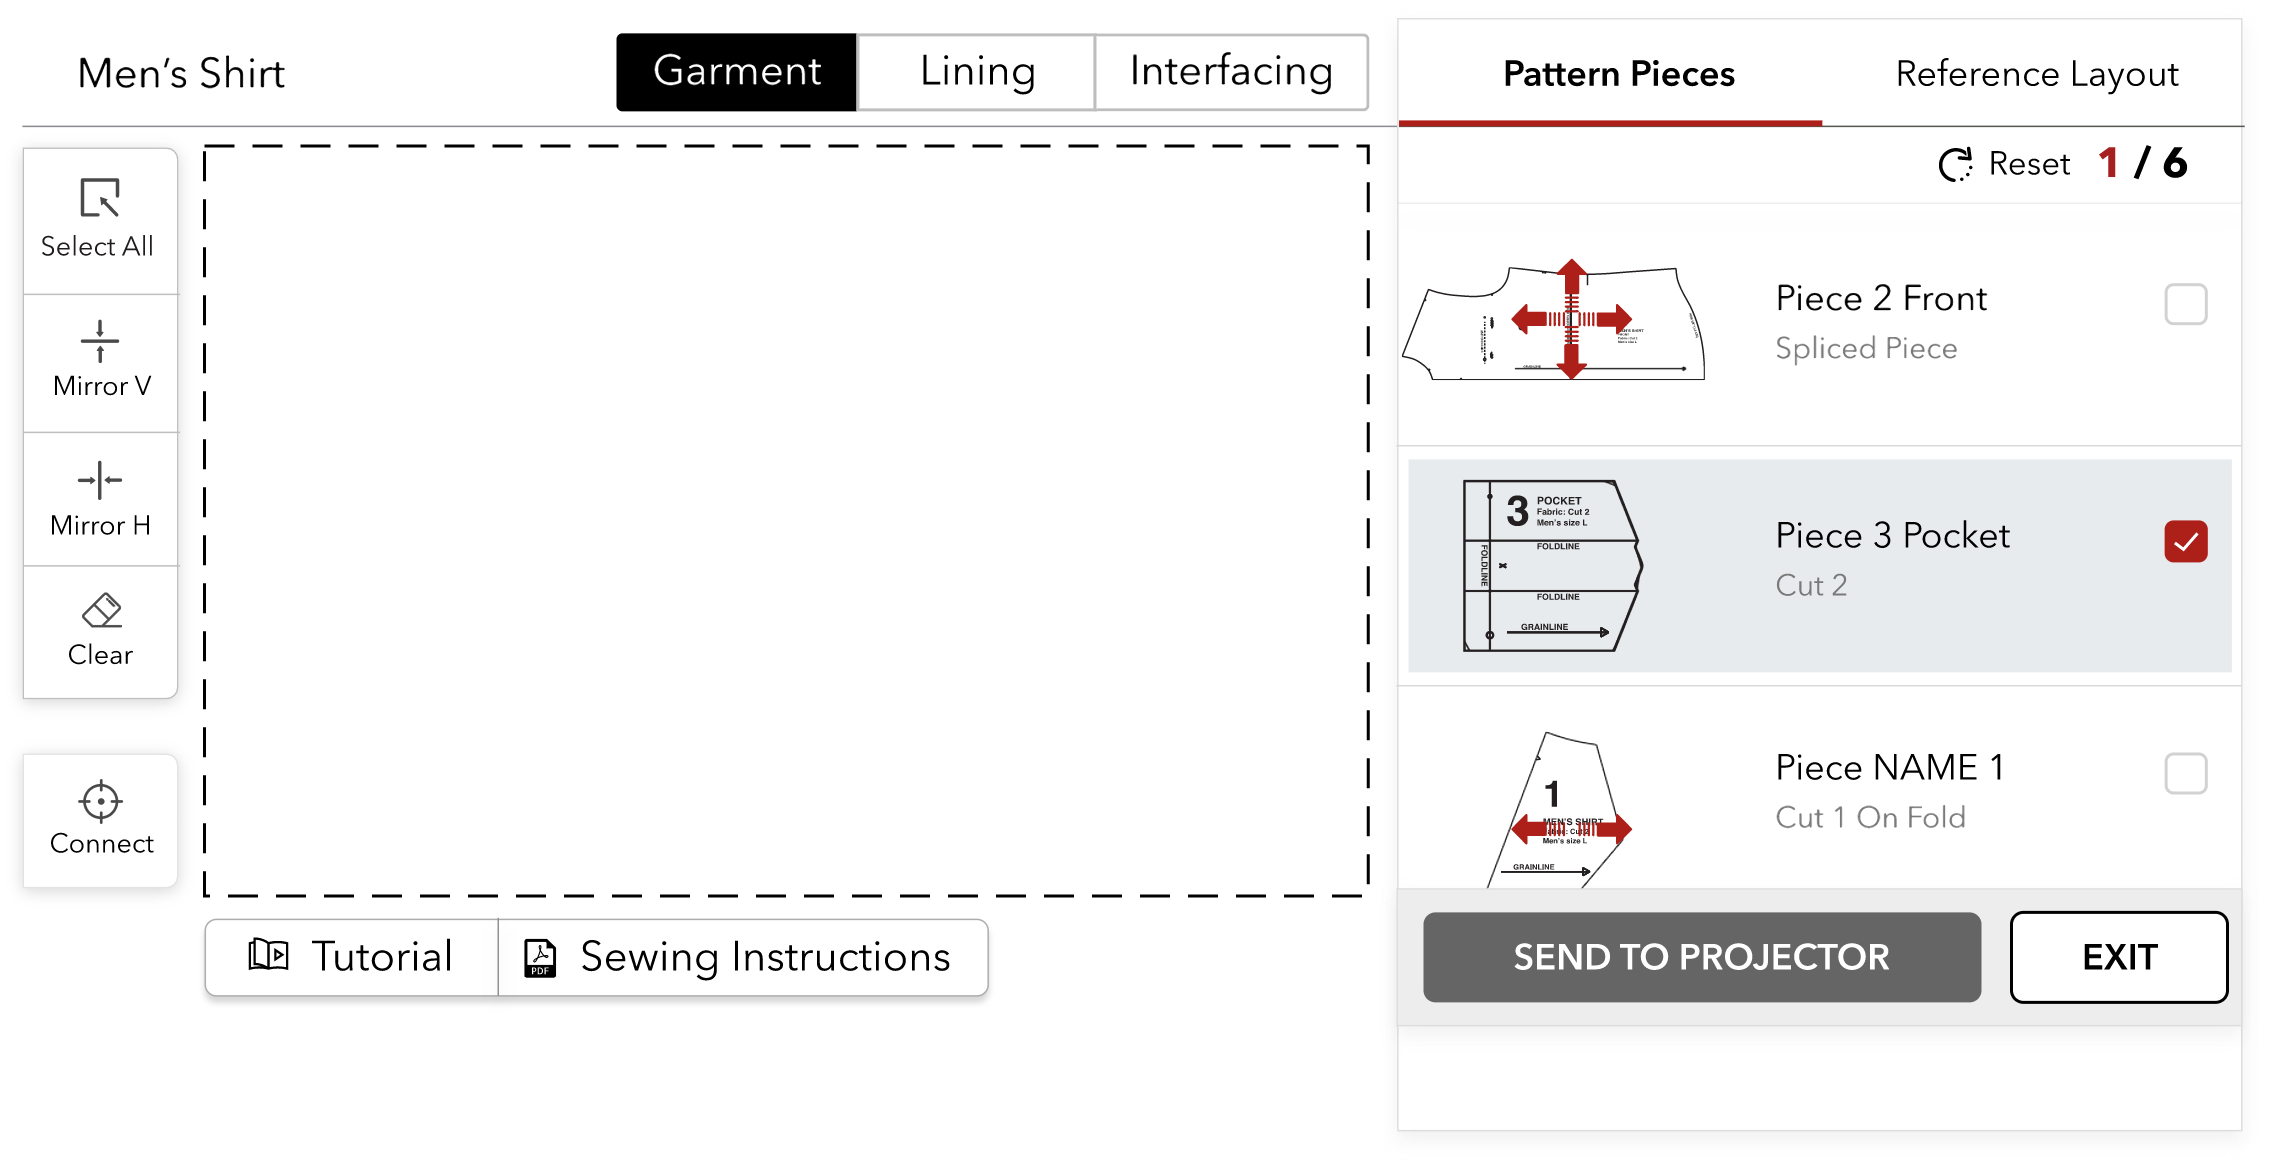 Men’s Shirt
Garment
Lining
Interfacing
Pattern Pieces
Reference Layout
Reset 1 / 6
Select All
Mirror V
Mirror H
Clear
Connect
GRAINLINE
Piece 2 Front
Spliced Piece
3
POCKET
Fabric: Cut 2
Men's size L
FOLDLINE
FOLDLINE
FOLDLINE
GRAINLINE
Piece 3 Pocket
Cut 2
1
MEN'S SHIRT
Men's size L
GRAINLINE
Piece NAME 1
Cut 1 On Fold
Tutorial
PDF
Sewing Instructions
SEND TO PROJECTOR
EXIT